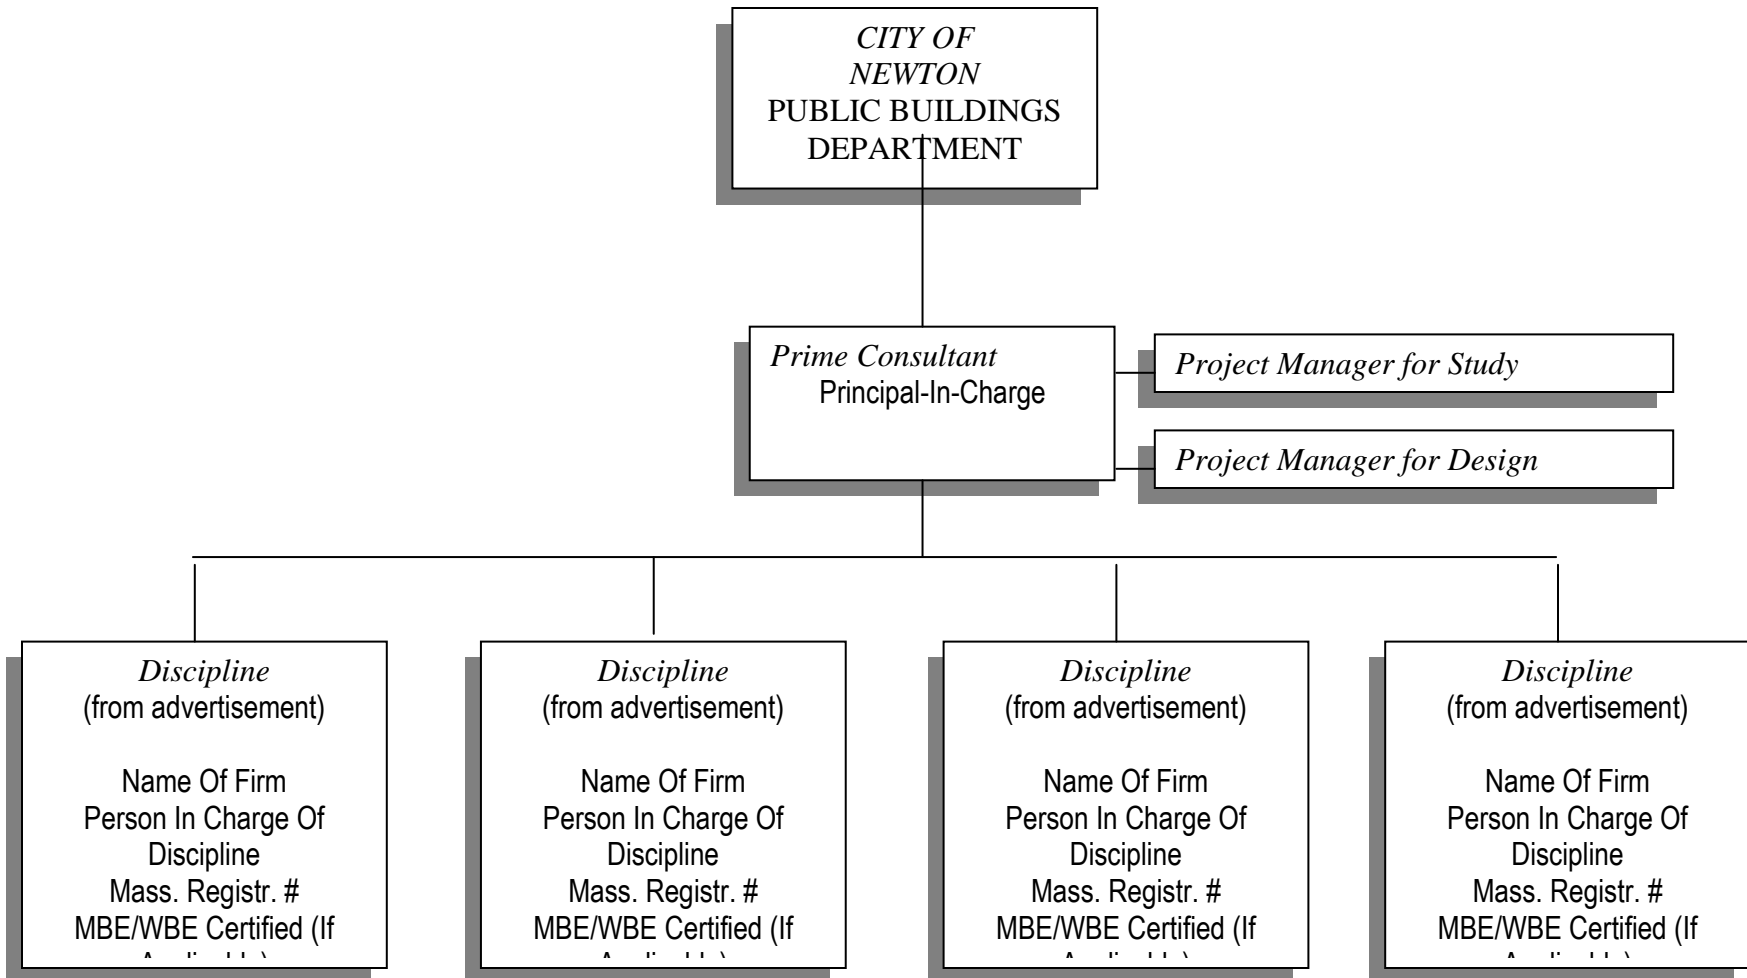 CITY OF
NEWTON
PUBLIC BUILDINGS
DEPARTMENT
Prime Consultant
Principal-In-Charge
Project Manager for Study
Project Manager for Design
Discipline
(from advertisement)
Name Of Firm
Person In Charge Of
Discipline
Mass. Registr. #
MBE/WBE Certified (If
Discipline
(from advertisement)
Name Of Firm
Person In Charge Of
Discipline
Mass. Registr. #
MBE/WBE Certified (If
Discipline
(from advertisement)
Name Of Firm
Person In Charge Of
Discipline
Mass. Registr. #
MBE/WBE Certified (If
Discipline
(from advertisement)
Name Of Firm
Person In Charge Of
Discipline
Mass. Registr. #
MBE/WBE Certified (If